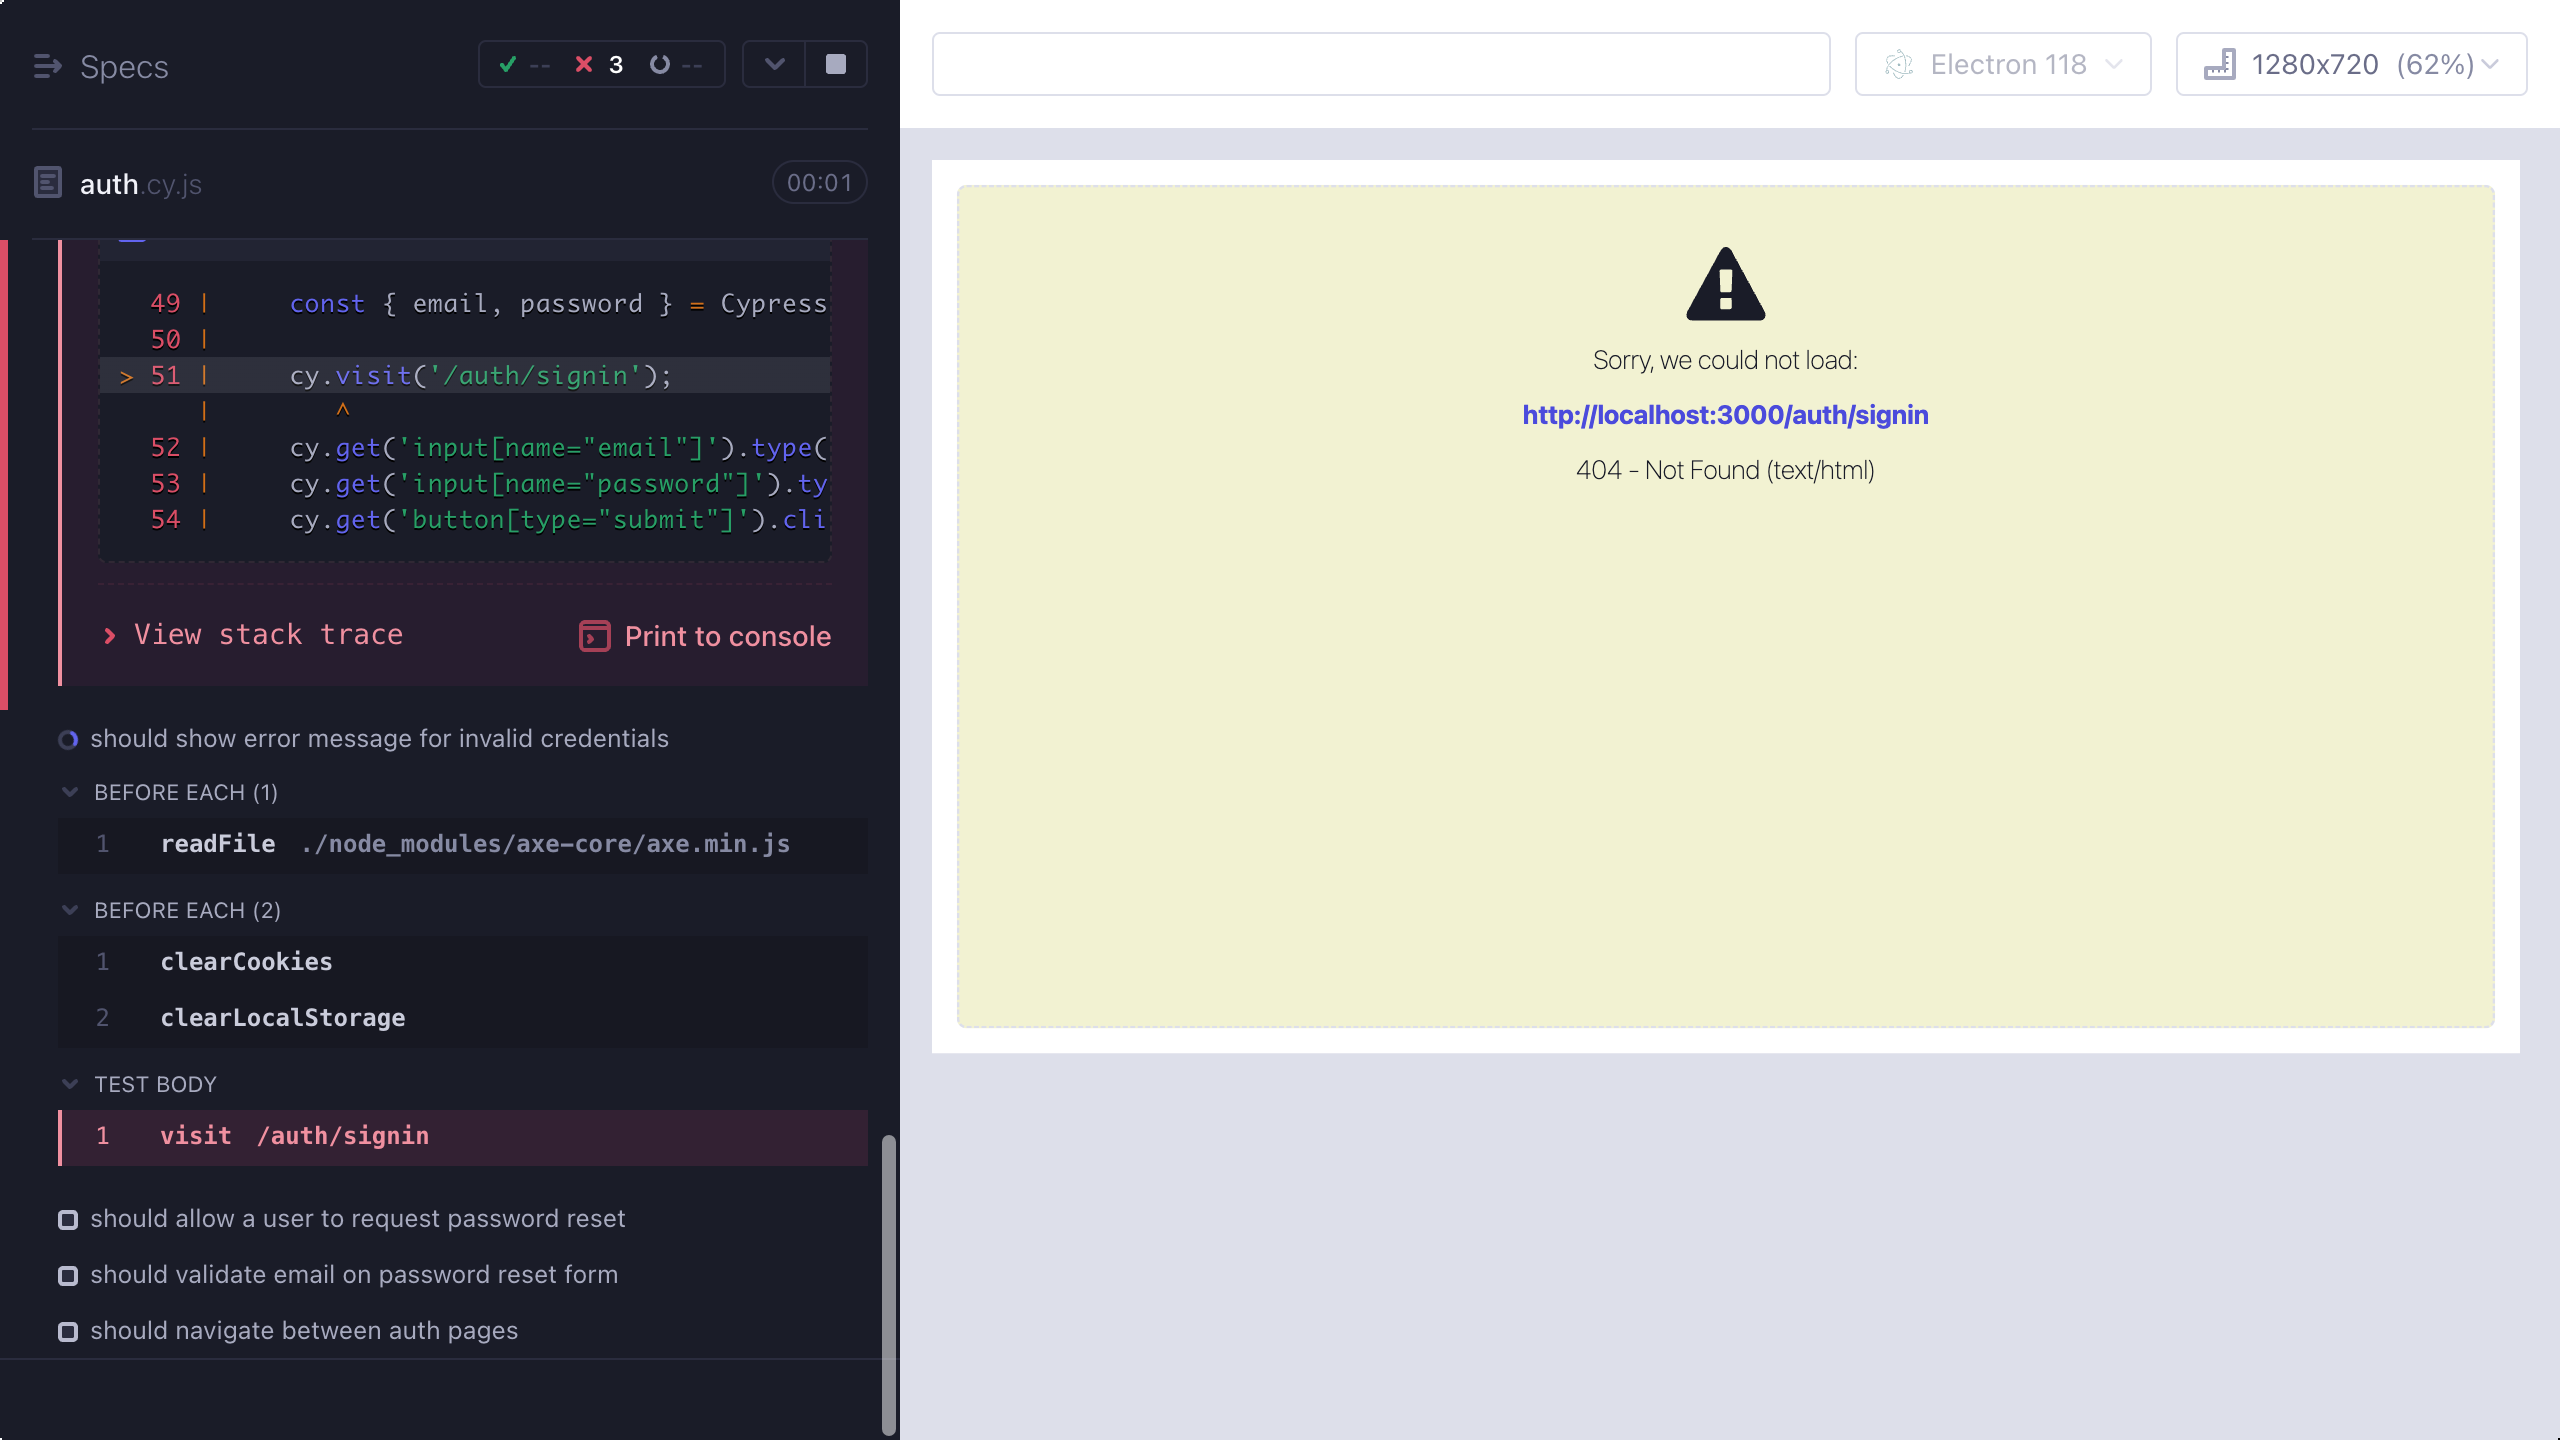 Specs
-- 3 --
auth.cy.js
00:01
49 | const { email, password } = Cypress
50 |
> 51 | cy.visit('/auth/signin');
| ^
52 | cy.get('input[name="email"]').type(
53 | cy.get('input[name="password"]').ty
54 | cy.get('button[type="submit"]').cli
View stack trace
Print to console
should show error message for invalid credentials
BEFORE EACH (1)
1 readFile ./node_modules/axe-core/axe.min.js
BEFORE EACH (2)
1 clearCookies
2 clearLocalStorage
TEST BODY
1 visit /auth/signin
should allow a user to request password reset
should validate email on password reset form
should navigate between auth pages
Electron 118
1280x720 (62%)
Sorry, we could not load:
http://localhost:3000/auth/signin
404 - Not Found (text/html)